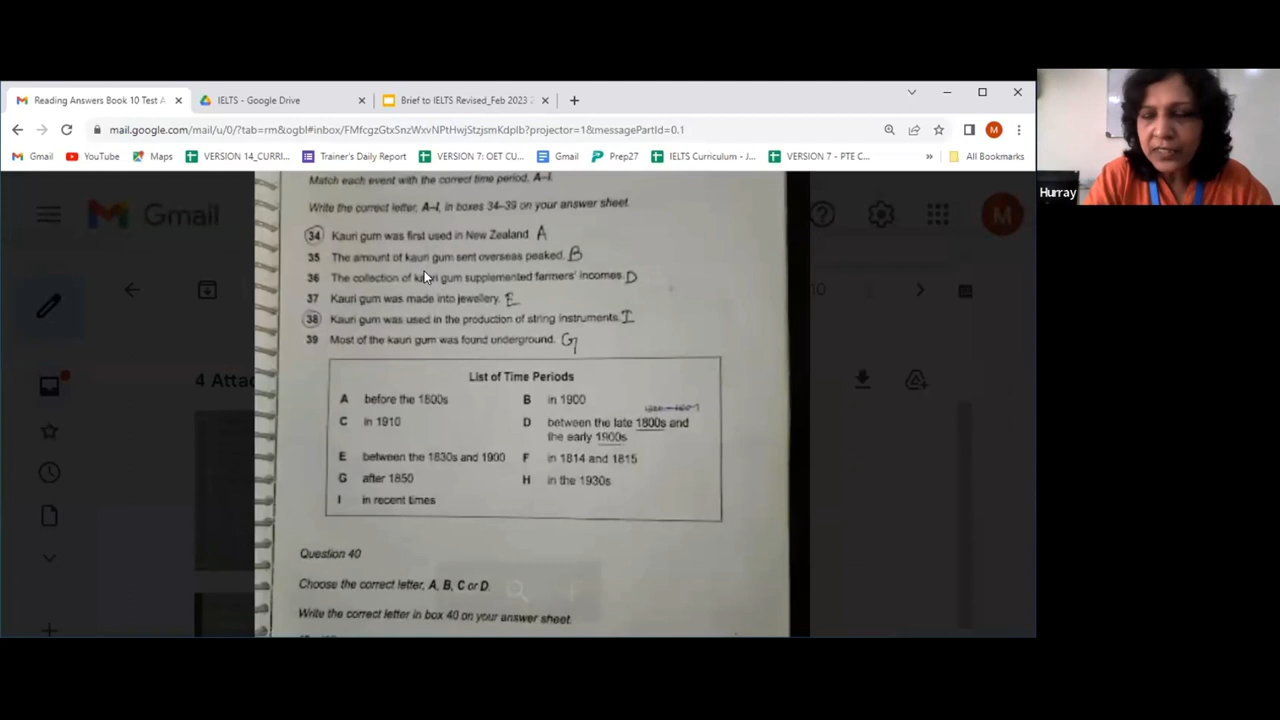 Reading Answers Book 10 Test A
IELTS - Google Drive
Brief to IELTS Revised_Feb 2023
mail.google.com/mail/u/0/?tab=rm&ogbl#inbox/FMfcgzGtxSnzWxvNPtHwjStzjsmKdplb?projector=1&messagePartId=0.1
M
Gmail
YouTube
Maps
VERSION 14_CURRI...
Trainer's Daily Report
VERSION 7: OET CU...
Gmail
Prep27
IELTS Curriculum - J...
VERSION 7 - PTE C...
»
All Bookmarks
Hurray
Gmail
M
4 Attac
10
Match each event with the correct time period, A–I.
Write the correct letter, A–I, in boxes 34–39 on your answer sheet.
34 Kauri gum was first used in New Zealand A
35 The amount of kauri gum sent overseas peaked. B
36 The collection of kauri gum supplemented farmers' incomes. D
37 Kauri gum was made into jewellery. E
38 Kauri gum was used in the production of string instruments. I
39 Most of the kauri gum was found underground. G
List of Time Periods
A before the 1800s B in 1900
C in 1910 D between the late 1800s and
the early 1900s
E between the 1830s and 1900 F in 1814 and 1815
G after 1850 H in the 1930s
I in recent times
Question 40
Choose the correct letter, A, B, C or D.
Write the correct letter in box 40 on your answer sheet.